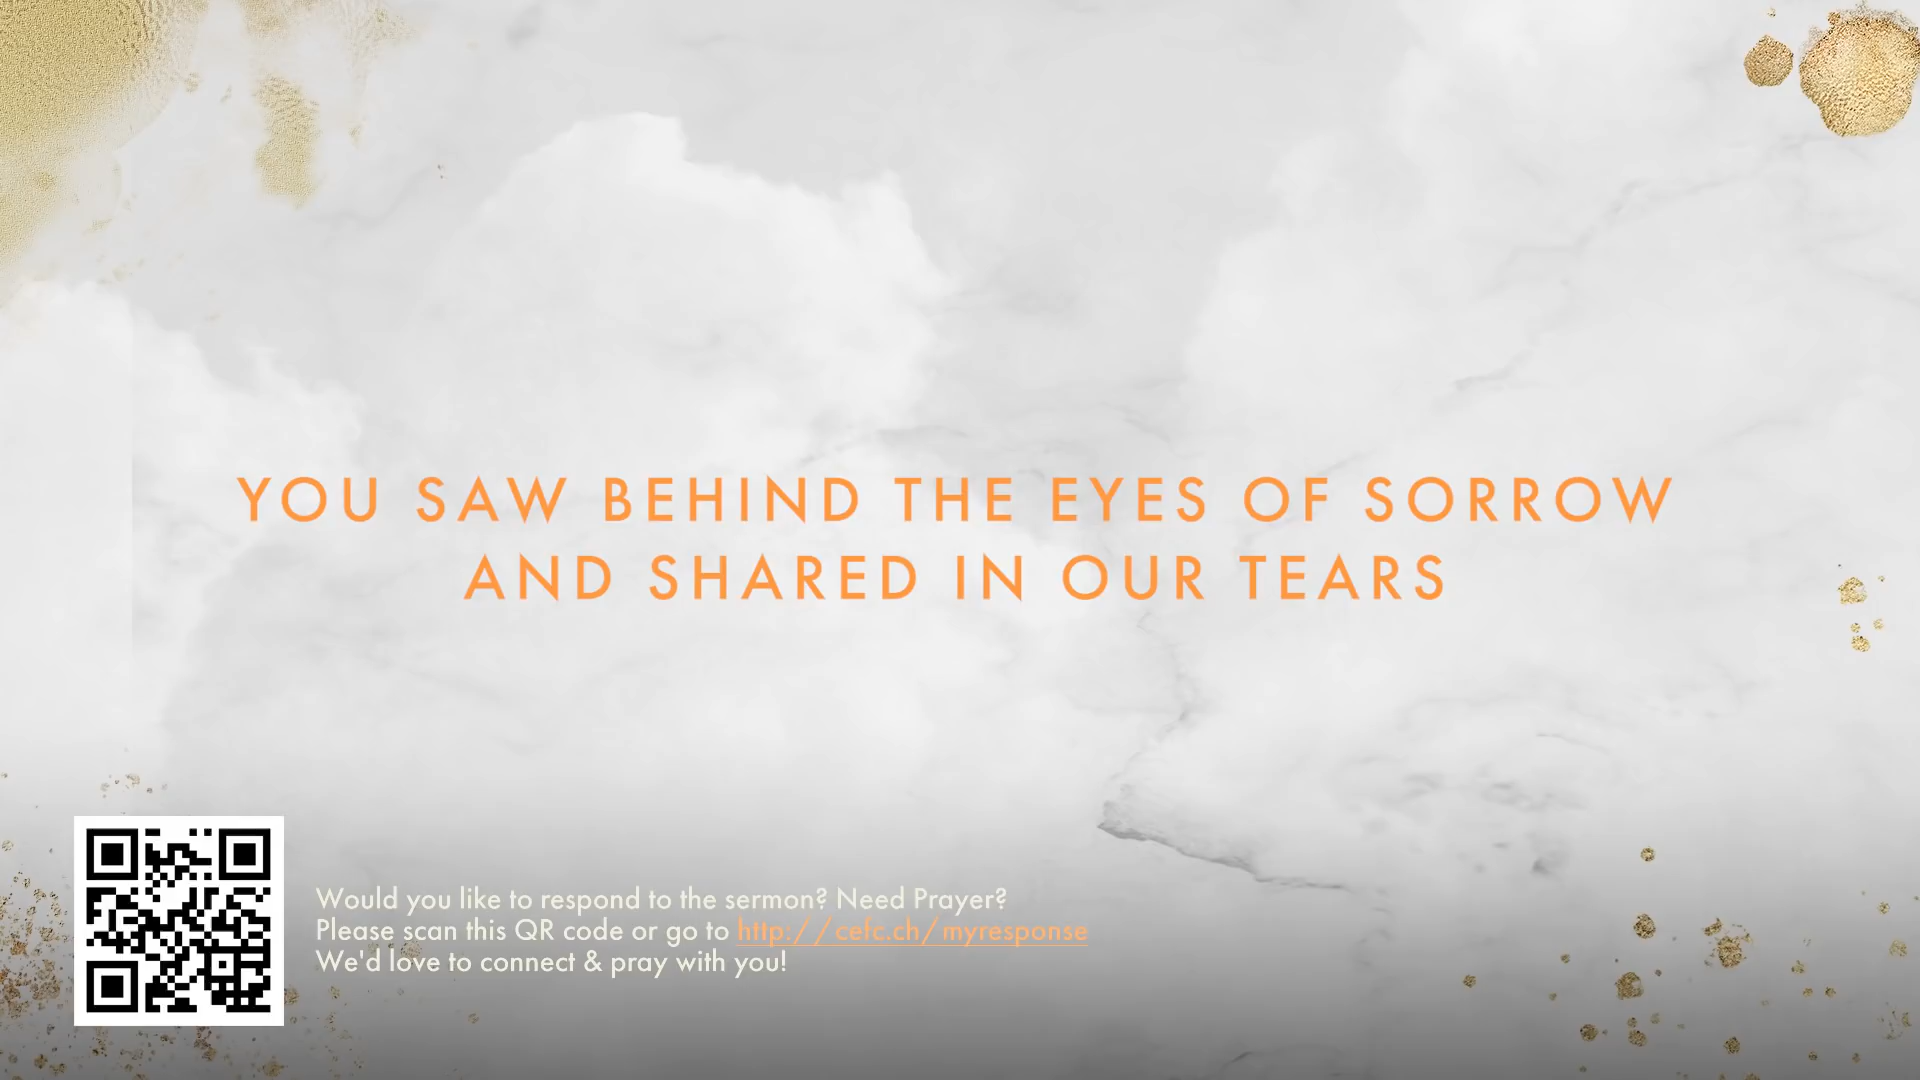 YOU SAW BEHIND THE EYES OF SORROW
AND SHARED IN OUR TEARS
Would you like to respond to the sermon? Need Prayer?
Please scan this QR code or go to http://cefc.ch/myresponse
We'd love to connect & pray with you!